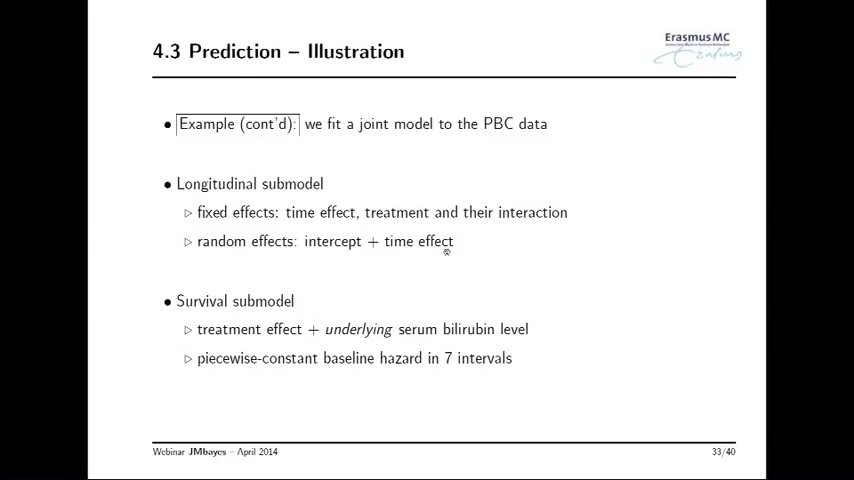 4.3 Prediction – Illustration
Erasmus MC
Erasmus
• Example (cont'd): we fit a joint model to the PBC data
• Longitudinal submodel
▷ fixed effects: time effect, treatment and their interaction
▷ random effects: intercept + time effect
• Survival submodel
▷ treatment effect + underlying serum bilirubin level
▷ piecewise-constant baseline hazard in 7 intervals
Webinar JMbayes – April 2014
33/40